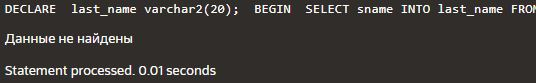 DECLARE last_name varchar2(20); BEGIN SELECT sname INTO last_name FROM
Данные не найдены
Statement processed. 0.01 seconds